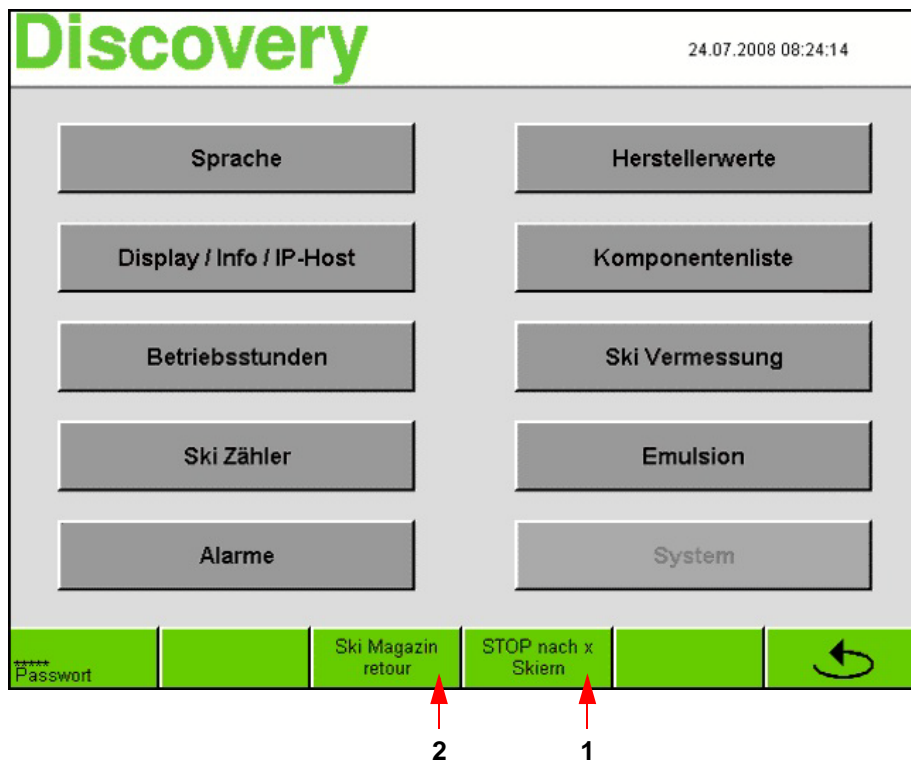 Discovery
24.07.2008 08:24:14
Sprache
Herstellerwerte
Display / Info / IP-Host
Komponentenliste
Betriebsstunden
Ski Vermessung
Ski Zähler
Emulsion
Alarme
System
*****
Passwort
Ski Magazin
retour
STOP nach x
Skiern
2
1